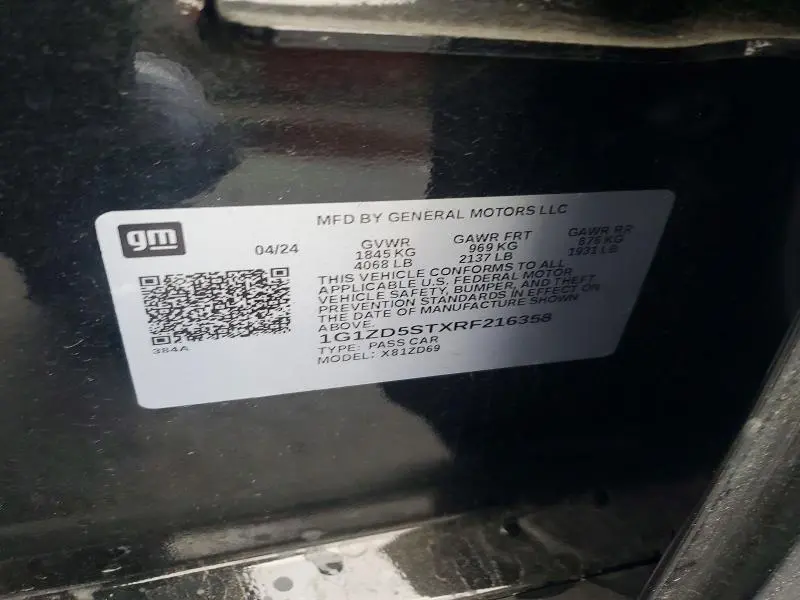 MFD BY GENERAL MOTORS LLC
gm
04/24
GVWR GAWR FRT GAWR RR
1845 KG 969 KG 876 KG
4068 LB 2137 LB 1931 LB
THIS VEHICLE CONFORMS TO ALL
APPLICABLE U.S. FEDERAL MOTOR
VEHICLE SAFETY, BUMPER, AND THEFT
PREVENTION STANDARDS IN EFFECT ON
THE DATE OF MANUFACTURE SHOWN
ABOVE.
1G1ZD5STXRF216358
TYPE: PASS CAR
MODEL: X81ZD69
384A